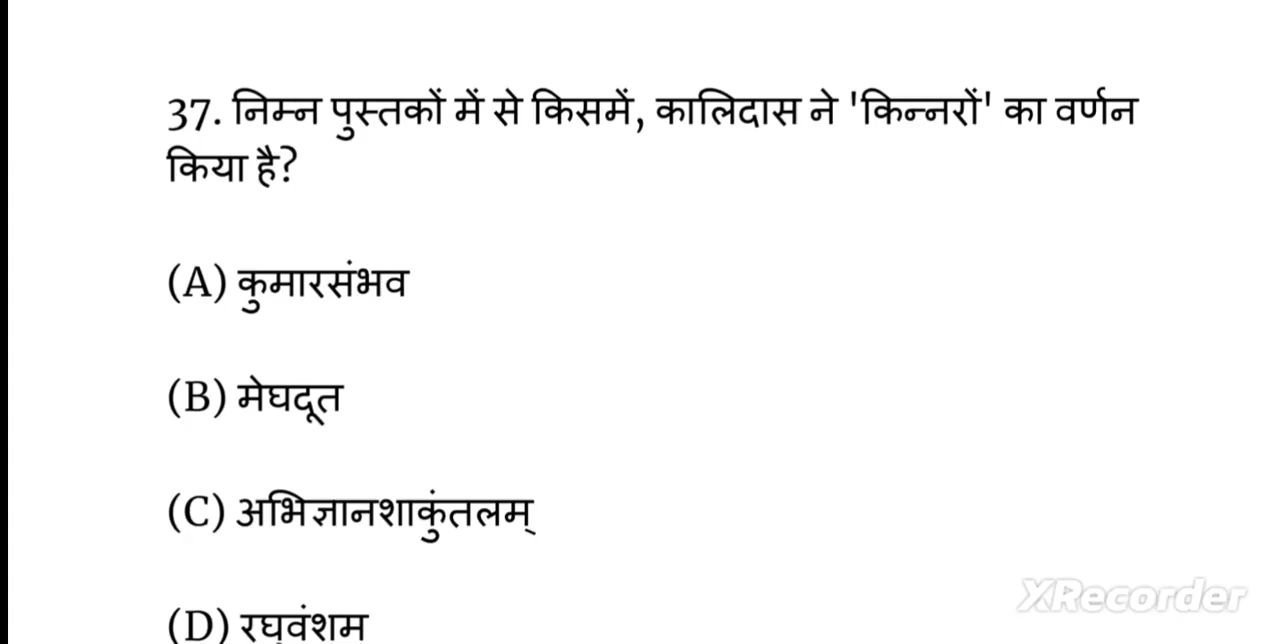 37. निम्न पुस्तकों में से किसमें, कालिदास ने 'किन्नरों' का वर्णन
किया है?
(A) कुमारसंभव
(B) मेघदूत
(C) अभिज्ञानशाकुंतलम्
(D) रघुवंशम
XRecorder